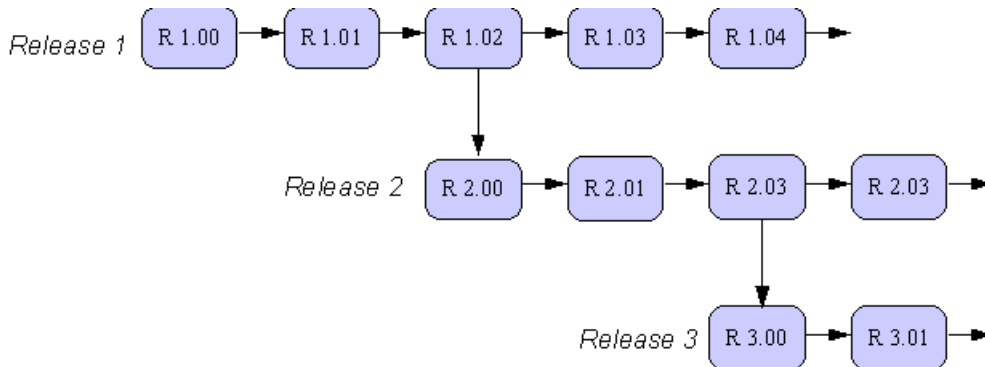 Release 1 R 1.00 R 1.01 R 1.02 R 1.03 R 1.04
Release 2 R 2.00 R 2.01 R 2.03 R 2.03
Release 3 R 3.00 R 3.01